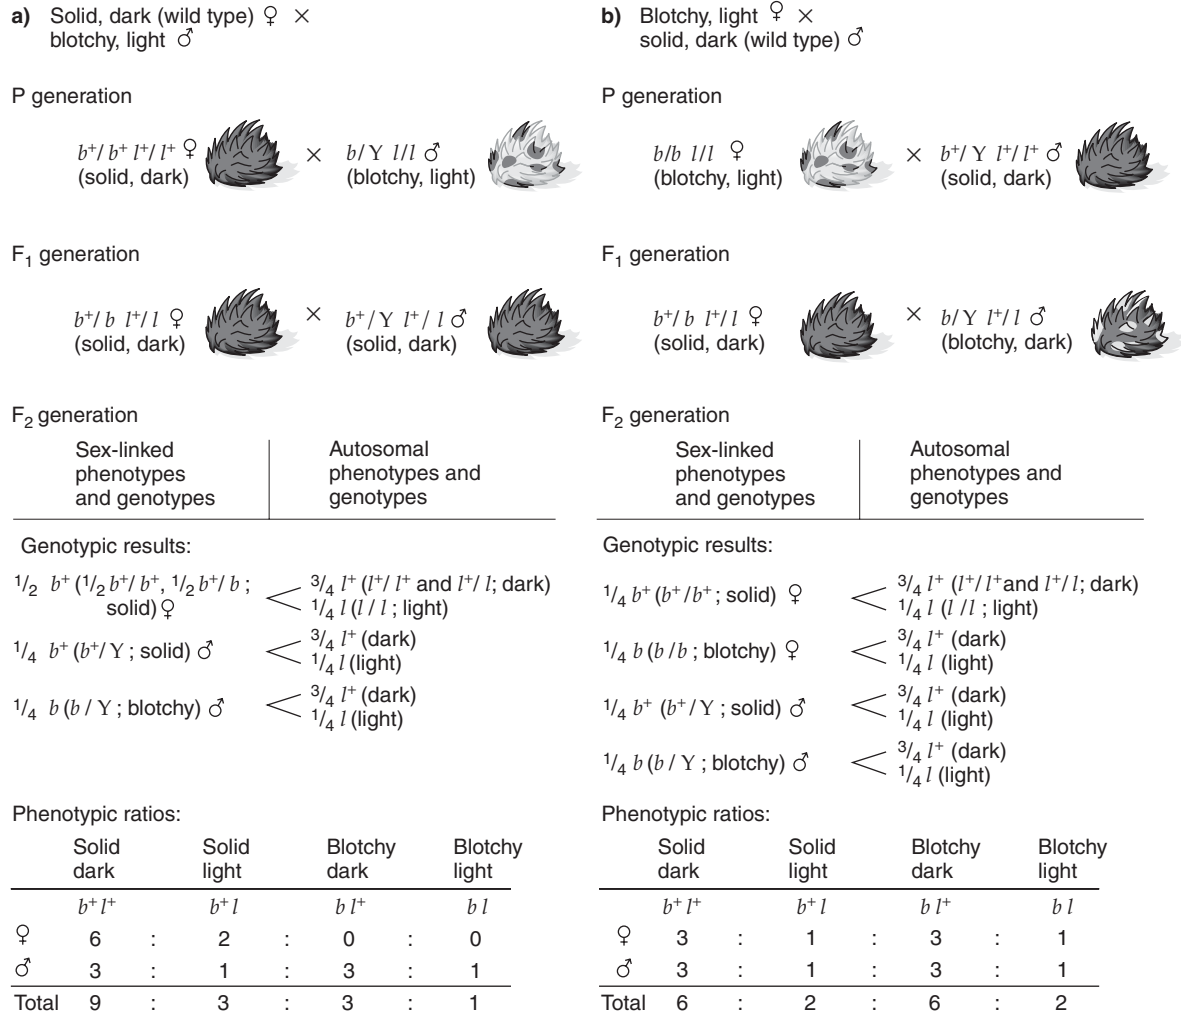 a) Solid, dark (wild type) ♀ ×
blotchy, light ♂
P generation
b⁺/ b⁺ l⁺/ l⁺ ♀ × b/ Y l/l ♂
(solid, dark) (blotchy, light)
F₁ generation
b⁺/ b l⁺/ l ♀ × b⁺/ Y l⁺/ l ♂
(solid, dark) (solid, dark)
F₂ generation
Sex-linked phenotypes and genotypes | Autosomal phenotypes and genotypes
Genotypic results:
1/2 b⁺ (1/2 b⁺/ b⁺, 1/2 b⁺/ b ; solid) ♀
3/4 l⁺ (l⁺/ l⁺ and l⁺/ l; dark)
1/4 l (l / l ; light)
1/4 b⁺ (b⁺/ Y ; solid) ♂
3/4 l⁺ (dark)
1/4 l (light)
1/4 b (b / Y ; blotchy) ♂
3/4 l⁺ (dark)
1/4 l (light)
Phenotypic ratios:
Solid dark Solid light Blotchy dark Blotchy light
b⁺ l⁺ b⁺ l b l⁺ b l
♀ 6 : 2 : 0 : 0
♂ 3 : 1 : 3 : 1
Total 9 : 3 : 3 : 1
b) Blotchy, light ♀ ×
solid, dark (wild type) ♂
P generation
b/b l/l ♀ × b⁺/ Y l⁺/ l⁺ ♂
(blotchy, light) (solid, dark)
F₁ generation
b⁺/ b l⁺/ l ♀ × b/ Y l⁺/ l ♂
(solid, dark) (blotchy, dark)
F₂ generation
Sex-linked phenotypes and genotypes | Autosomal phenotypes and genotypes
Genotypic results:
1/4 b⁺ (b⁺/b⁺; solid) ♀
3/4 l⁺ (l⁺/ l⁺and l⁺/ l; dark)
1/4 l (l /l ; light)
1/4 b (b / b ; blotchy) ♀
3/4 l⁺ (dark)
1/4 l (light)
1/4 b⁺ (b⁺/ Y ; solid) ♂
3/4 l⁺ (dark)
1/4 l (light)
1/4 b (b / Y ; blotchy) ♂
3/4 l⁺ (dark)
1/4 l (light)
Phenotypic ratios:
Solid dark Solid light Blotchy dark Blotchy light
b⁺ l⁺ b⁺ l b l⁺ b l
♀ 3 : 1 : 3 : 1
♂ 3 : 1 : 3 : 1
Total 6 : 2 : 6 : 2